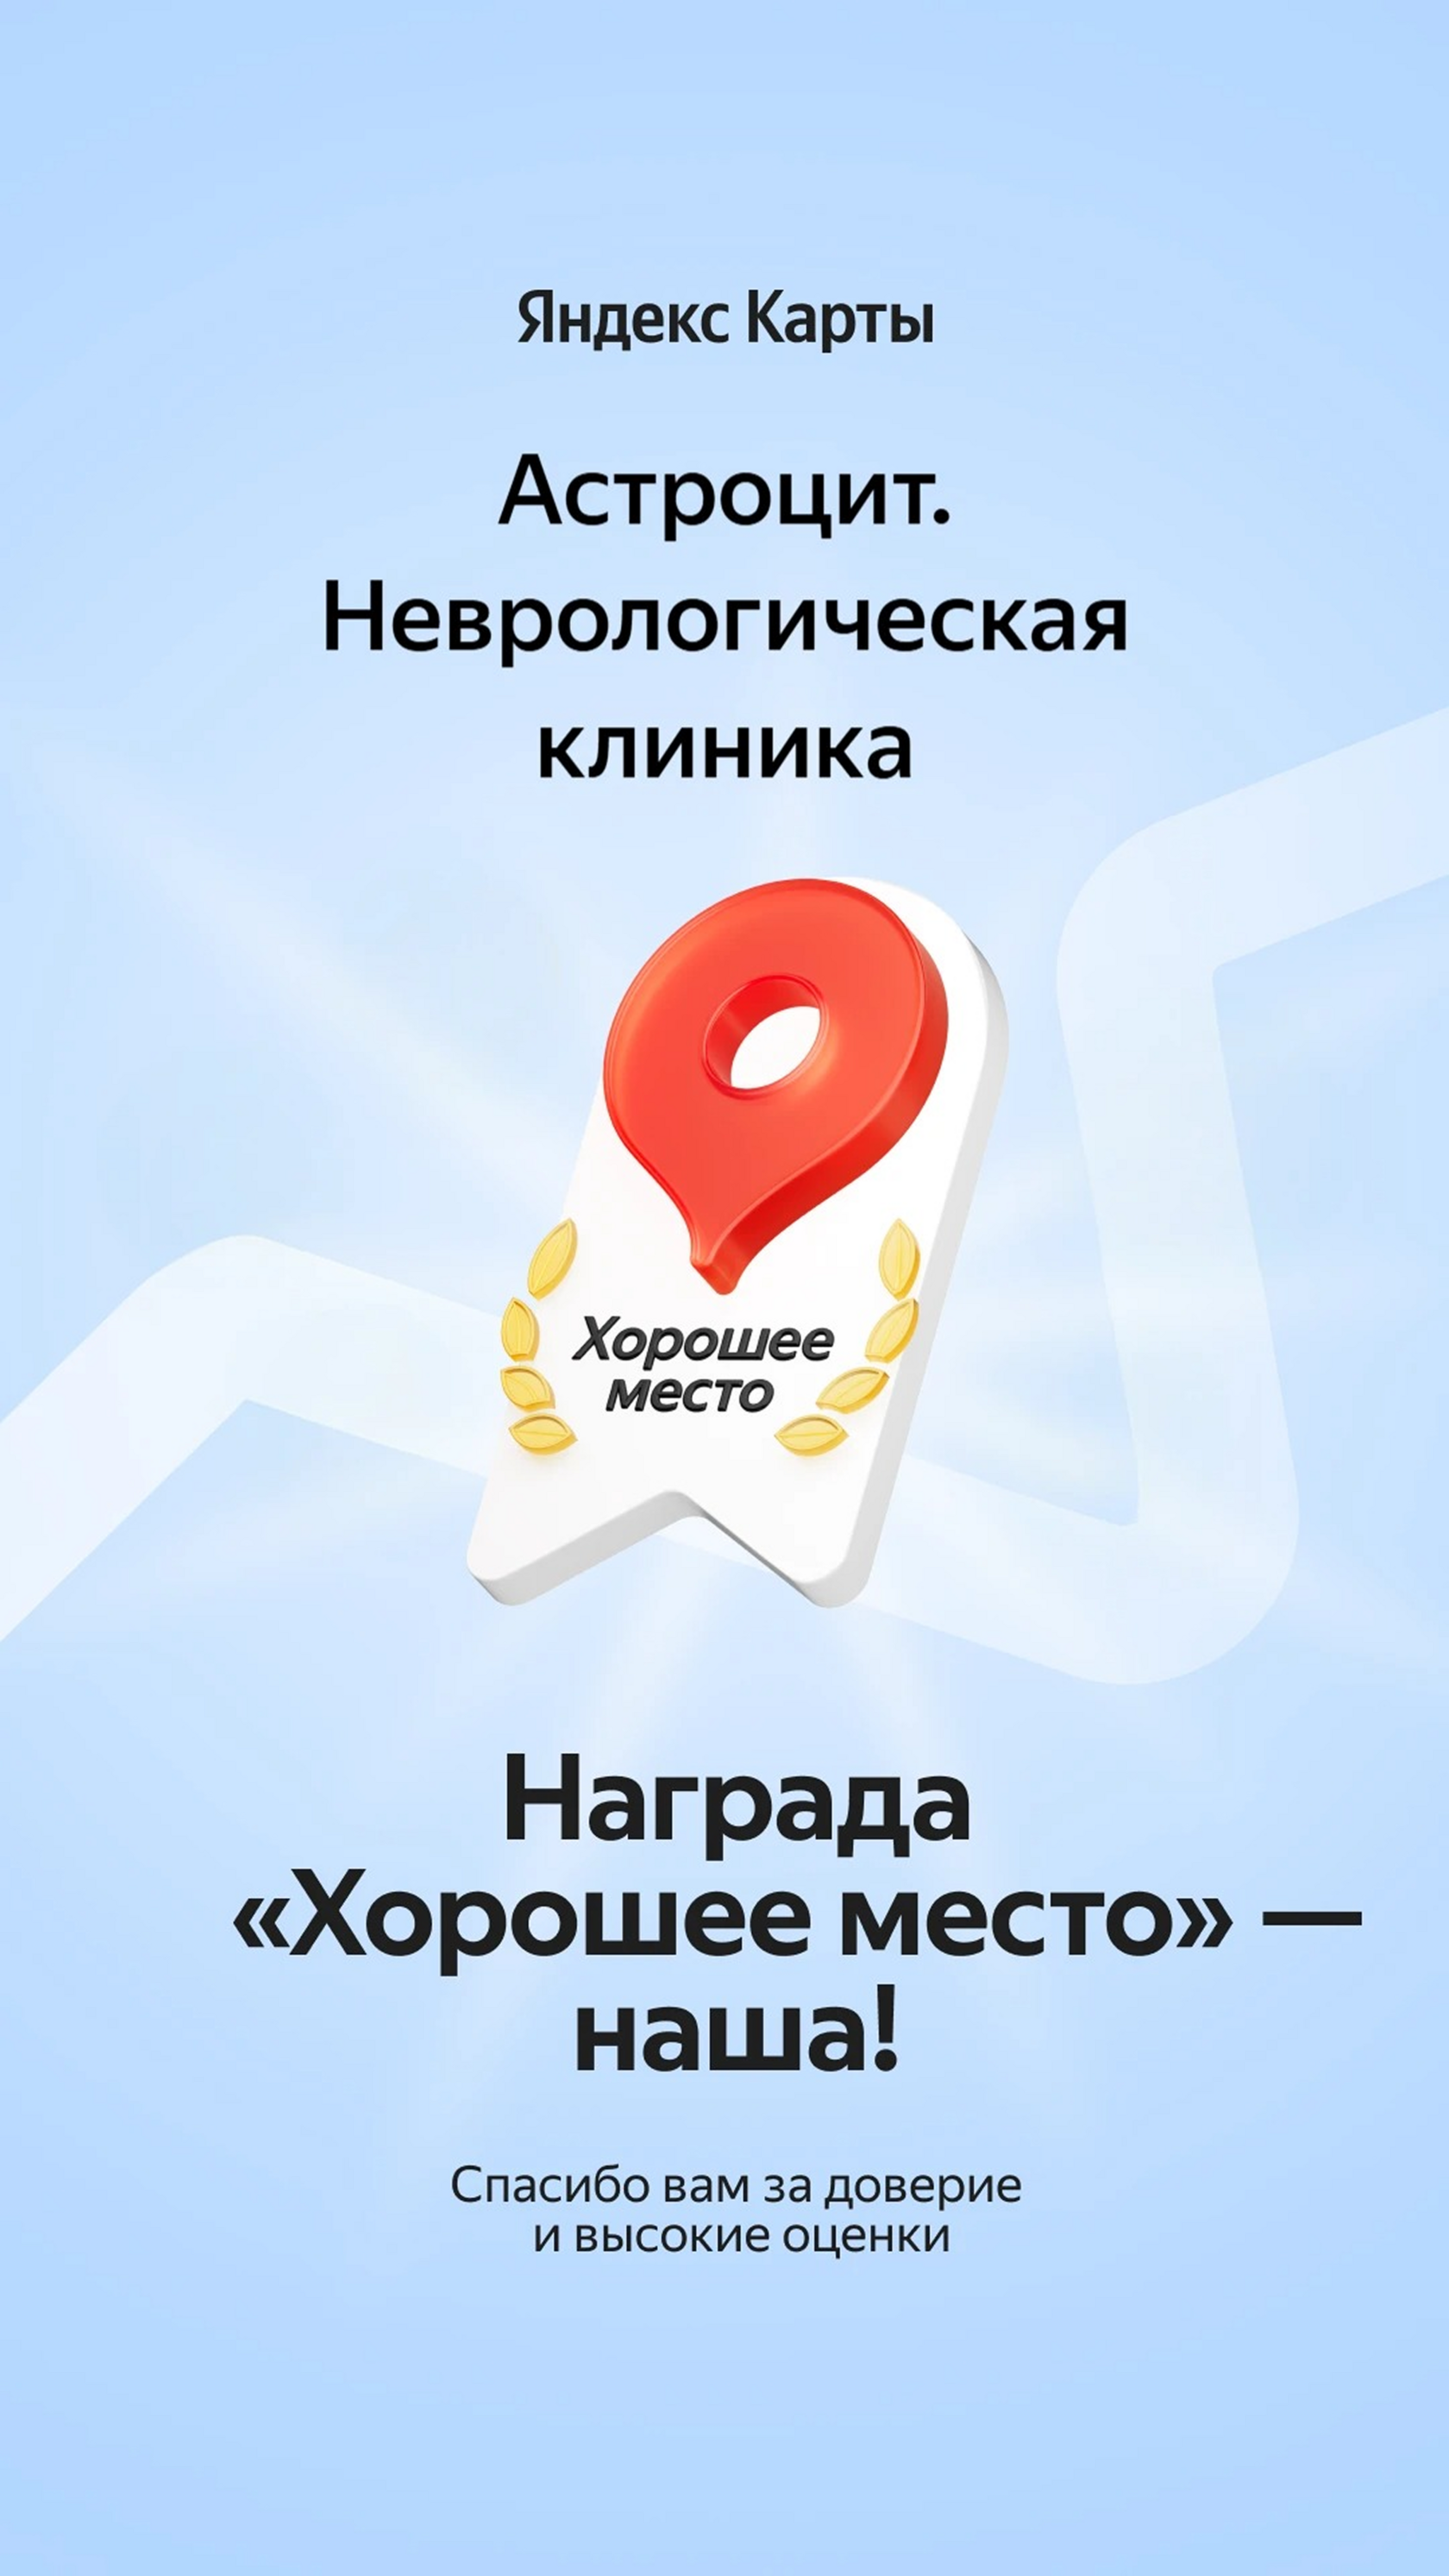 Яндекс Карты
Астроцит.
Неврологическая
клиника
Хорошее
место
Награда
«Хорошее место» —
наша!
Спасибо вам за доверие
и высокие оценки